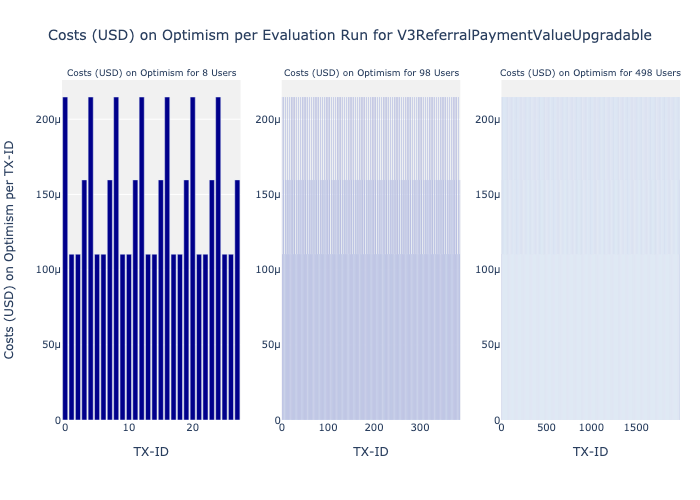 Costs (USD) on Optimism per Evaluation Run for V3ReferralPaymentValueUpgradable
Costs (USD) on Optimism for 8 Users
Costs (USD) on Optimism for 98 Users
Costs (USD) on Optimism for 498 Users
Costs (USD) on Optimism per TX-ID
200μ
150μ
100μ
50μ
0
0 10 20
TX-ID
200μ
150μ
100μ
50μ
0
0 100 200 300
TX-ID
200μ
150μ
100μ
50μ
0
0 500 1000 1500
TX-ID